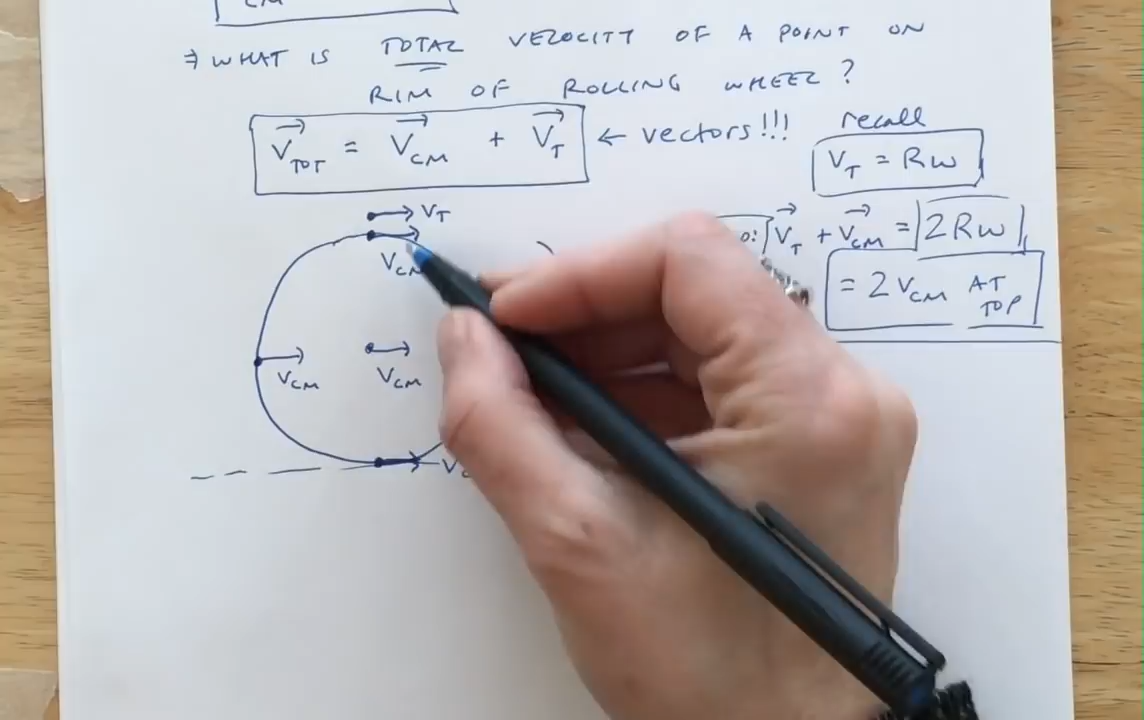 CM
⇒ WHAT IS TOTAL VELOCITY OF A POINT ON
RIM OF ROLLING WHEEL?
V⃗TOT = V⃗CM + V⃗T ← vectors!!!
recall
VT = Rω
VT
VCM
o: V⃗T + V⃗CM = 2Rω
= 2VCM AT
TOP
VCM
VCM